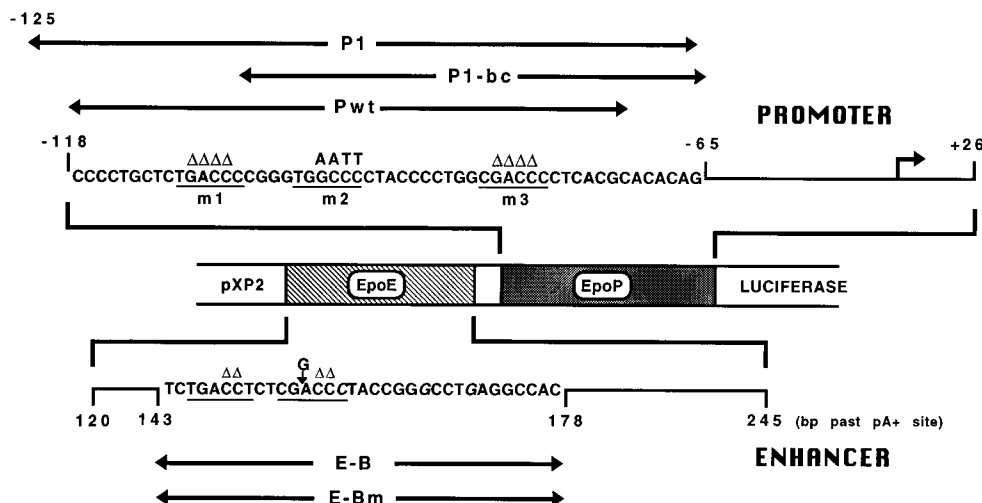 -125
P1
P1-bc
Pwt
PROMOTER
-118
-65
+26
ΔΔΔΔ AATT ΔΔΔΔ
CCCCTGCTCTGACCCCGGGTGGCCCCTACCCCTGGCGACCCCTCACGCACACAG
m1 m2 m3
pXP2 EpoE EpoP LUCIFERASE
G
ΔΔ ΔΔ
TCTGACCTCTCGACCCTACCGGGGCCTGAGGCCAC
120 143 178 245 (bp past pA+ site)
ENHANCER
E-B
E-Bm